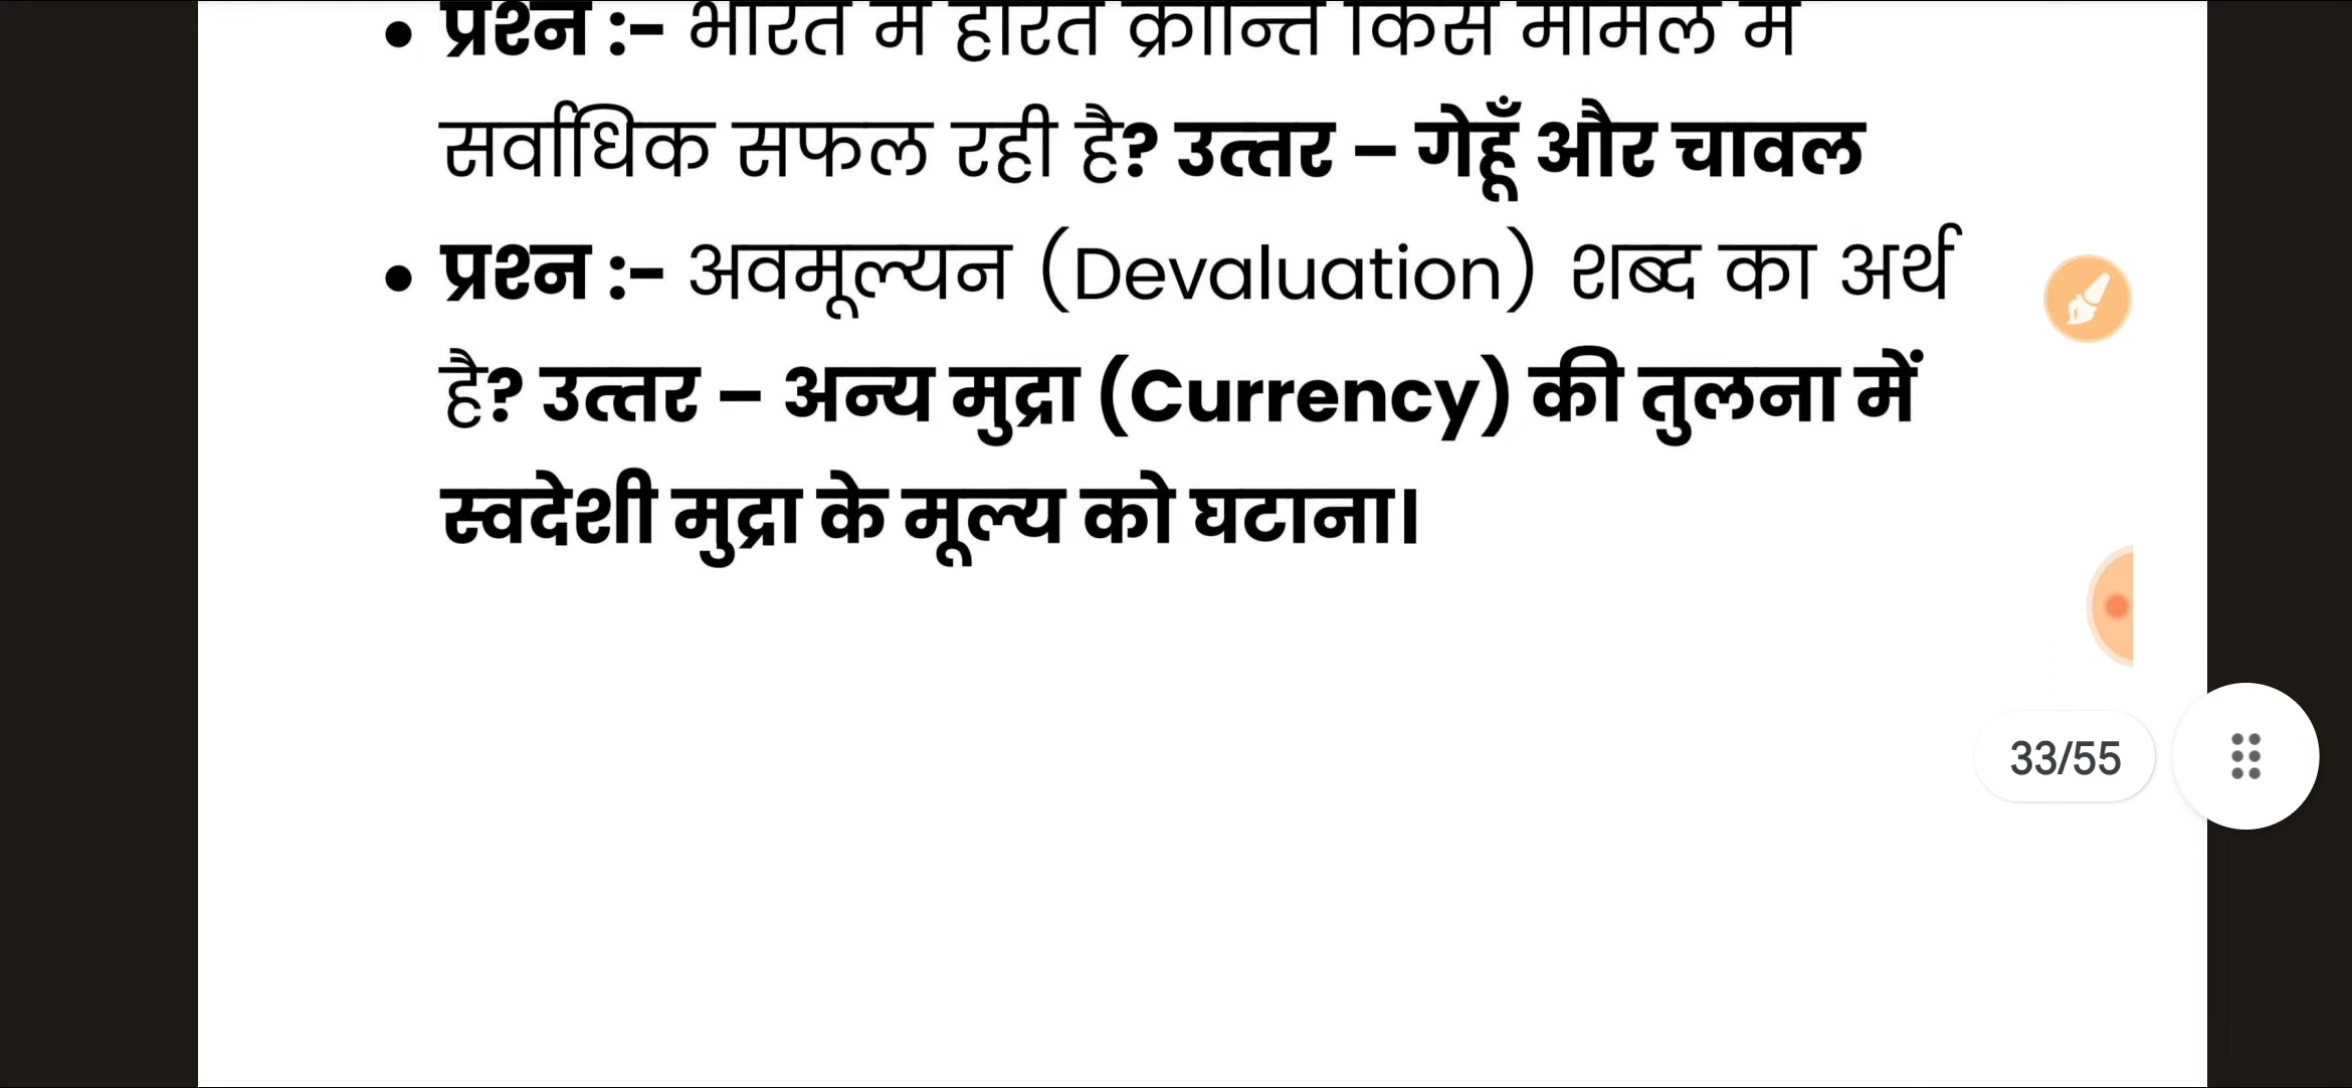 • प्रश्न :- भारत में हरित क्रान्ति किस मामले में
सर्वाधिक सफल रही है? उत्तर – गेहूँ और चावल
• प्रश्न :- अवमूल्यन (Devaluation) शब्द का अर्थ
है? उत्तर – अन्य मुद्रा (Currency) की तुलना में
स्वदेशी मुद्रा के मूल्य को घटाना।
33/55